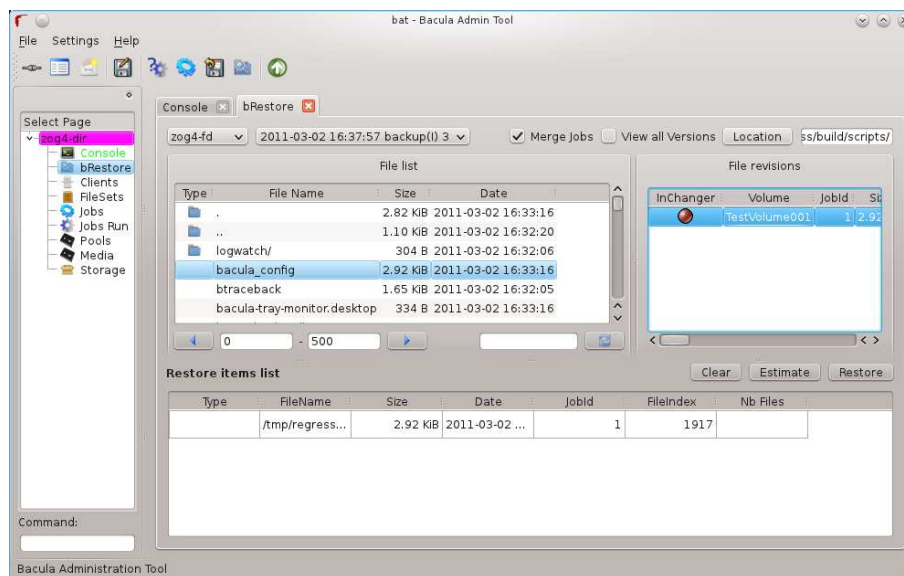 bat - Bacula Admin Tool
File Settings Help
Select Page
zog4-dir
Console
bRestore
Clients
FileSets
Jobs
Jobs Run
Pools
Media
Storage
Command:
Console bRestore
zog4-fd 2011-03-02 16:37:57 backup(I) 3 Merge Jobs View all Versions Location ss/build/scripts/
File list
Type File Name Size Date
. 2.82 KiB 2011-03-02 16:33:16
.. 1.10 KiB 2011-03-02 16:32:20
logwatch/ 304 B 2011-03-02 16:32:06
bacula_config 2.92 KiB 2011-03-02 16:33:16
btraceback 1.65 KiB 2011-03-02 16:32:05
bacula-tray-monitor.desktop 334 B 2011-03-02 16:33:16
0 - 500
File revisions
InChanger Volume JobId Siz
TestVolume001 1 2.92
Restore items list Clear Estimate Restore
Type FileName Size Date JobId FileIndex Nb Files
/tmp/regress... 2.92 KiB 2011-03-02 ... 1 1917
Bacula Administration Tool